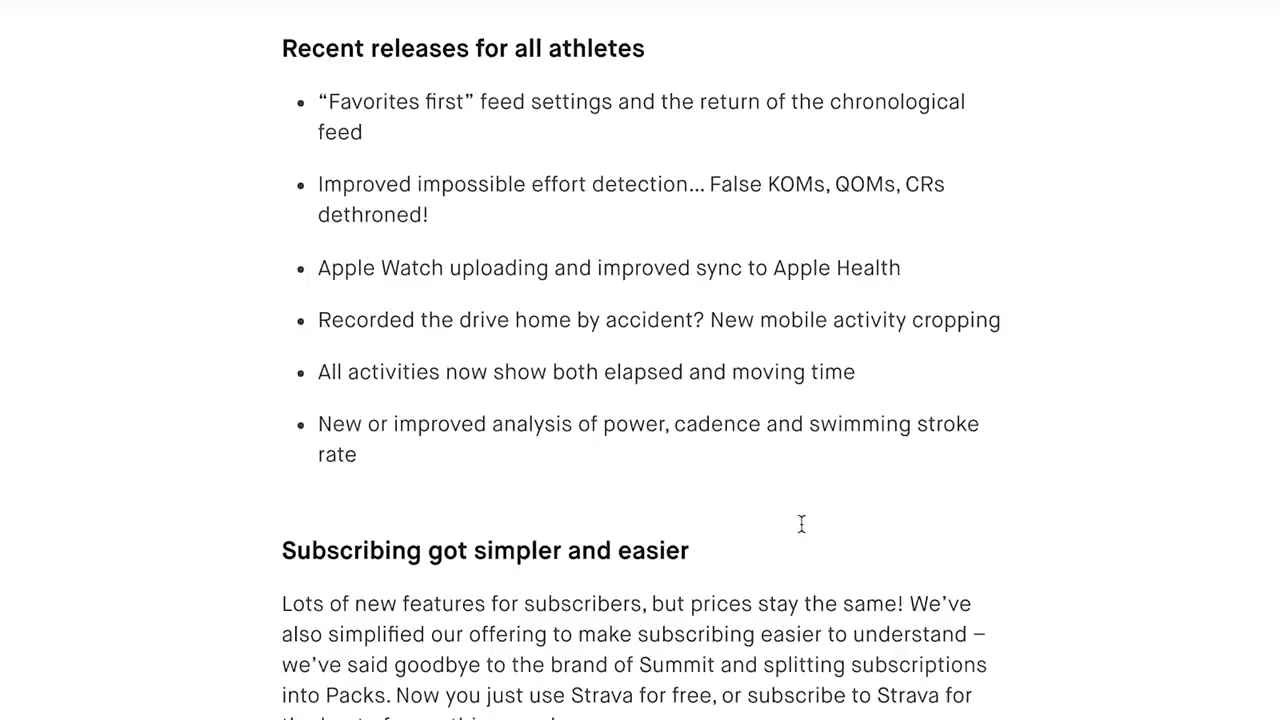 Recent releases for all athletes
• “Favorites first” feed settings and the return of the chronological
feed
• Improved impossible effort detection... False KOMs, QOMs, CRs
dethroned!
• Apple Watch uploading and improved sync to Apple Health
• Recorded the drive home by accident? New mobile activity cropping
• All activities now show both elapsed and moving time
• New or improved analysis of power, cadence and swimming stroke
rate
Subscribing got simpler and easier
Lots of new features for subscribers, but prices stay the same! We’ve
also simplified our offering to make subscribing easier to understand –
we’ve said goodbye to the brand of Summit and splitting subscriptions
into Packs. Now you just use Strava for free, or subscribe to Strava for